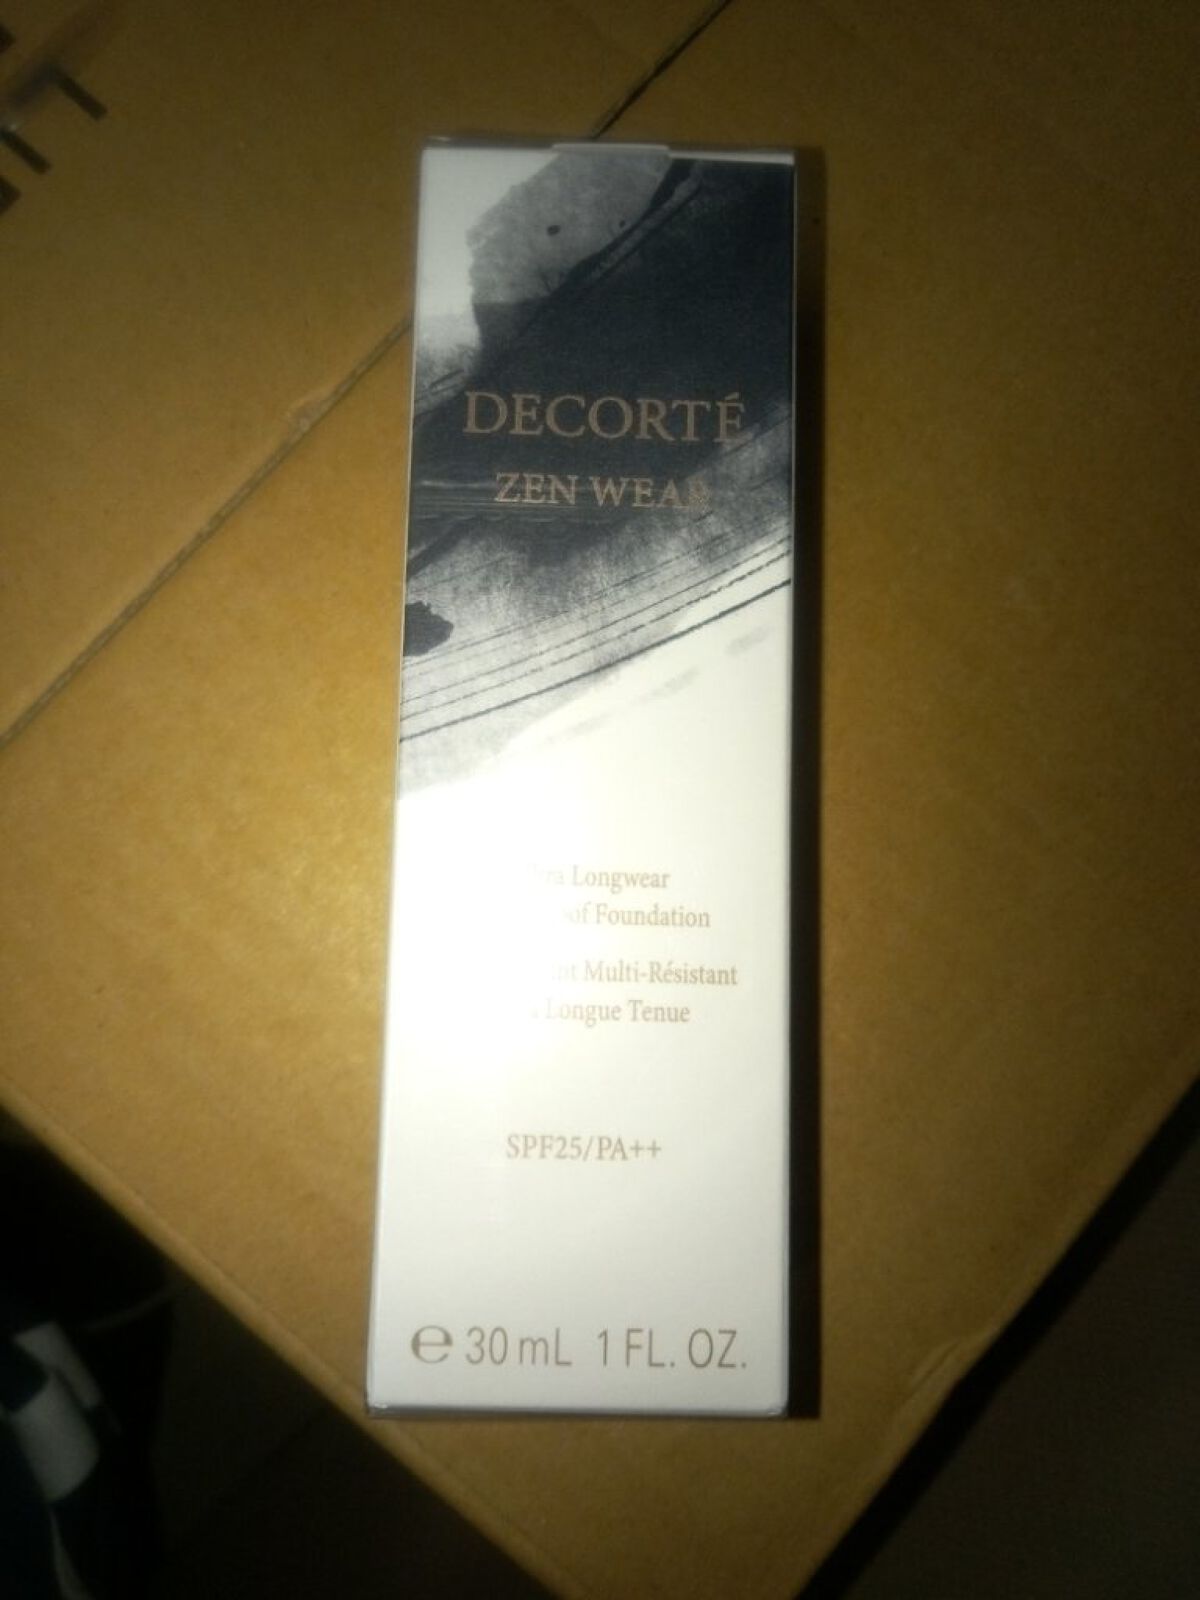 DECORTÉ
ZEN WEAR
Longwear
Foundation
Multi-Résistant
Longue Tenue
SPF25/PA++
e 30 mL 1 FL. OZ.